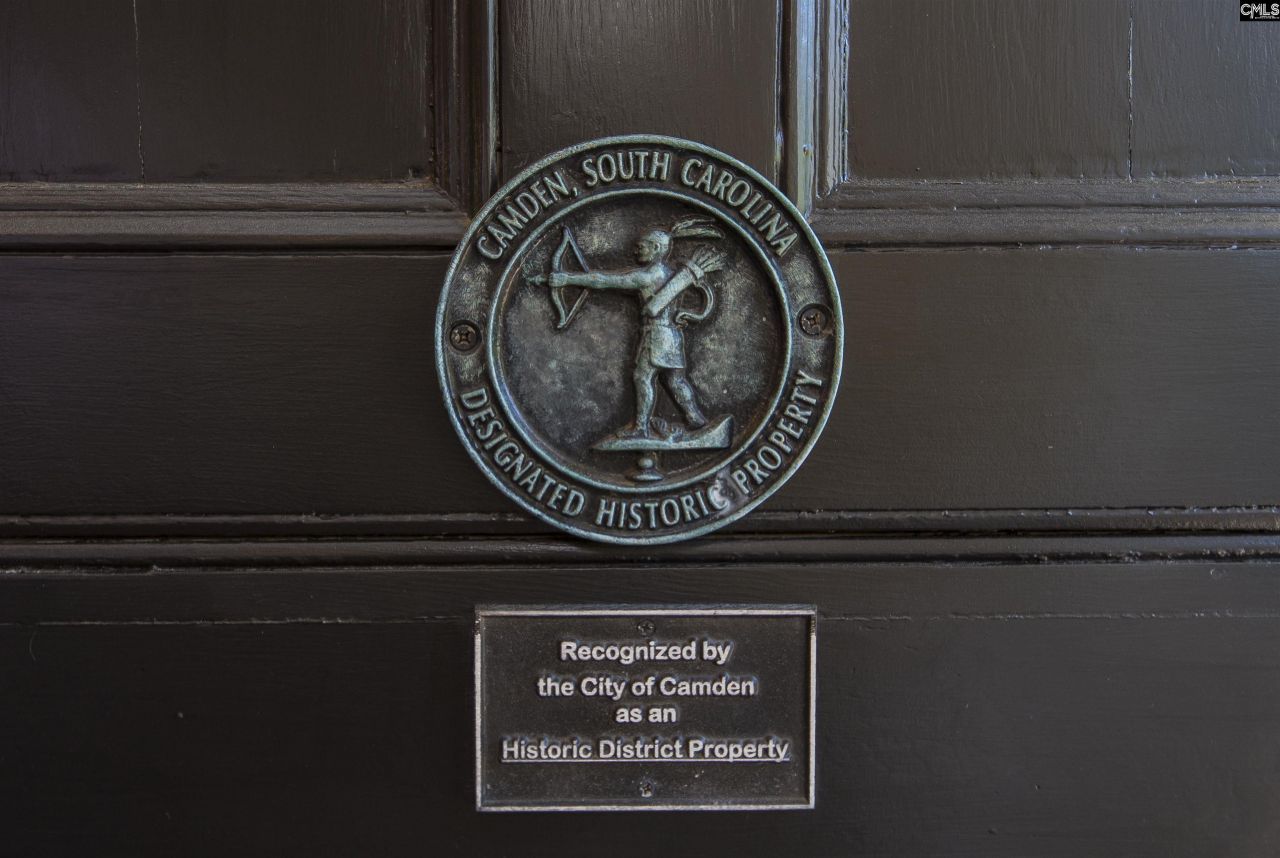 CMLS
CAMDEN, SOUTH CAROLINA
DESIGNATED HISTORIC PROPERTY
Recognized by
the City of Camden
as an
Historic District Property